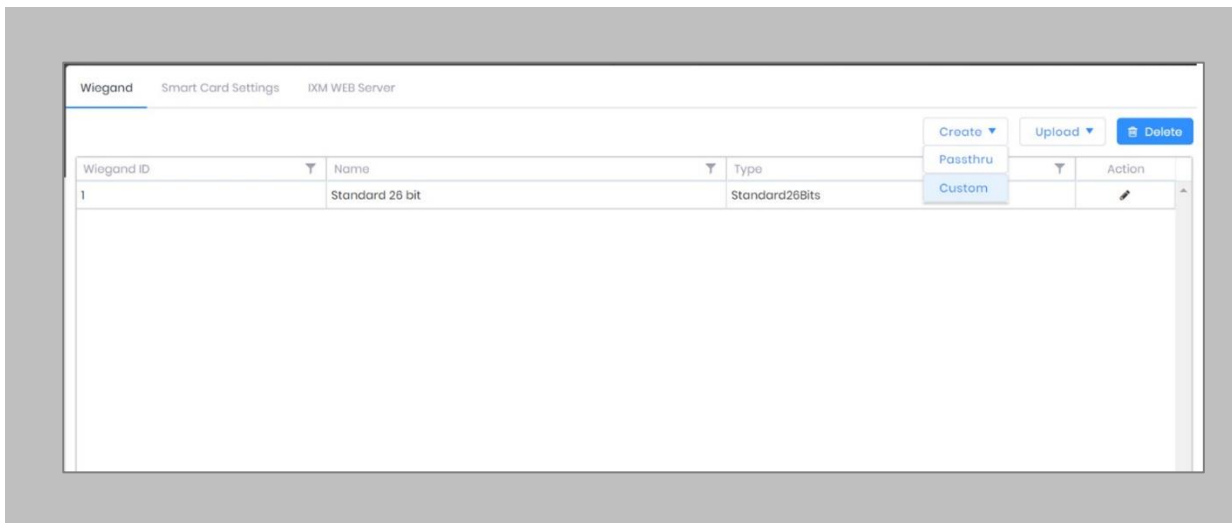 Wiegand Smart Card Settings IXM WEB Server
Create Upload Delete
Passthru
Custom
Wiegand ID Name Type Action
1 Standard 26 bit Standard26Bits